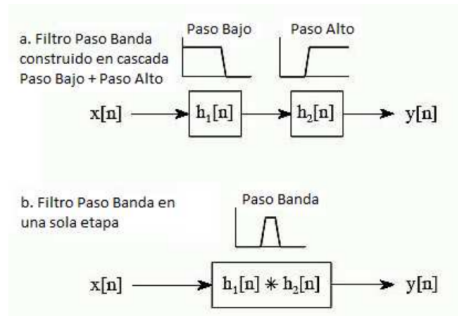 a. Filtro Paso Banda
construido en cascada
Paso Bajo + Paso Alto
Paso Bajo
Paso Alto
x[n]
h₁[n]
h₂[n]
y[n]
b. Filtro Paso Banda en
una sola etapa
Paso Banda
x[n]
h₁[n] ∗ h₂[n]
y[n]